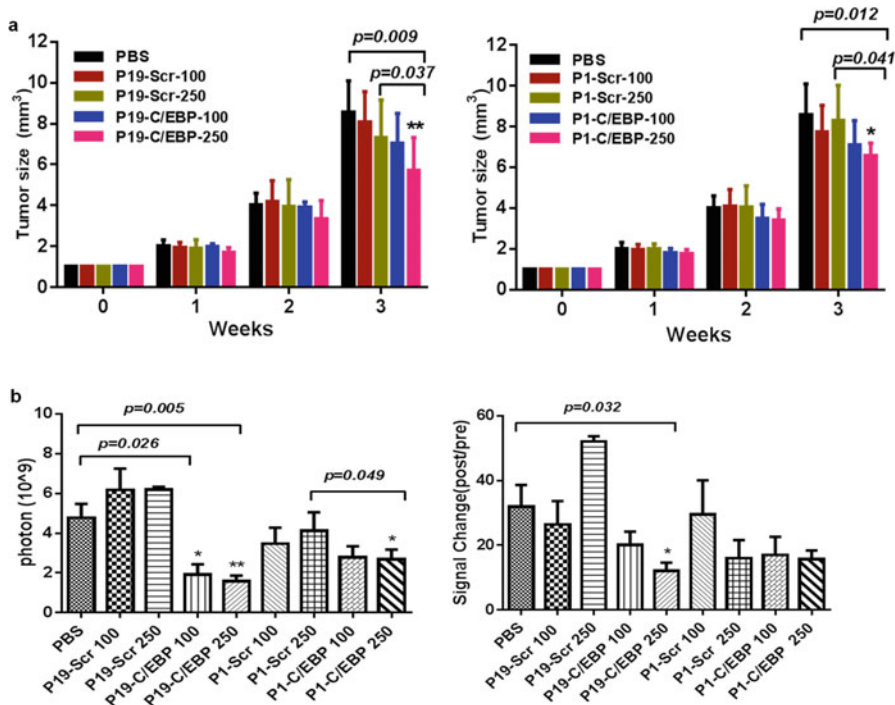 a
p=0.009
p=0.037
PBS
P19-Scr-100
P19-Scr-250
P19-C/EBP-100
P19-C/EBP-250
**
Tumor size (mm³)
12
10
8
6
4
2
0
0 1 2 3
Weeks
p=0.012
p=0.041
PBS
P1-Scr-100
P1-Scr-250
P1-C/EBP-100
P1-C/EBP-250
*
Tumor size (mm³)
12
10
8
6
4
2
0
0 1 2 3
Weeks
b
p=0.005
p=0.026
p=0.049
* ** *
photon (10^9)
10
8
6
4
2
0
PBS
P19-Scr 100
P19-Scr 250
P19-C/EBP 100
P19-C/EBP 250
P1-Scr 100
P1-Scr 250
P1-C/EBP 100
P1-C/EBP 250
p=0.032
*
Signal Change(post/pre)
60
40
20
0
PBS
P19-Scr 100
P19-Scr 250
P19-C/EBP 100
P19-C/EBP 250
P1-Scr 100
P1-Scr 250
P1-C/EBP 100
P1-C/EBP 250